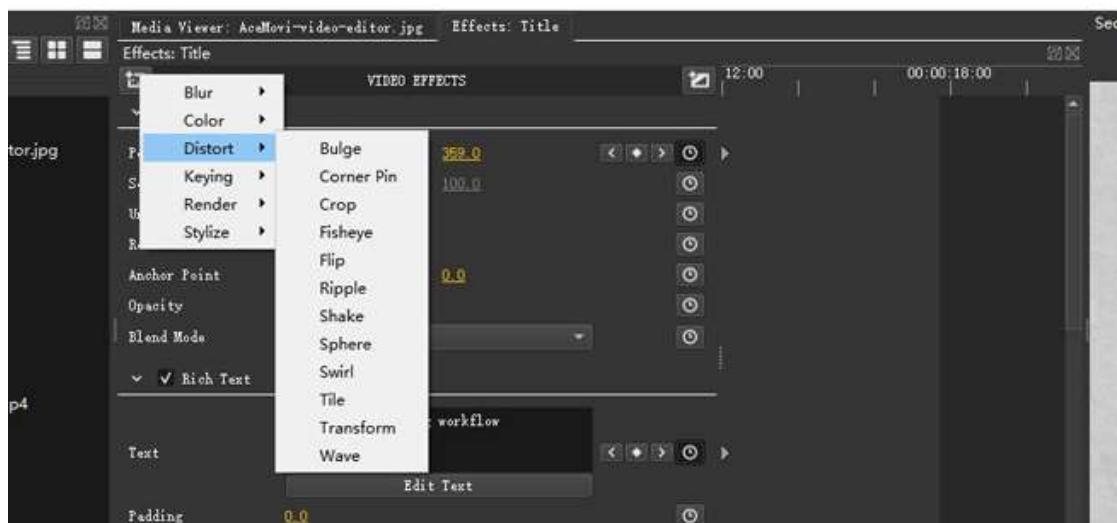 Media Viewer: AceMovi-video-editor.jpg Effects: Title
Effects: Title
VIDEO EFFECTS 12:00 00:00:18:00
Blur
Color
tor.jpg Distort Bulge 359.0
Keying Corner Pin 100.0
Render Crop
Stylize Fisheye
Flip
Anchor Point 0.0
Ripple
Opacity Shake
Blend Mode Sphere
Swirl
Rich Text
Tile
p4
Transform workflow
Text Wave
Edit Text
Padding 0.0